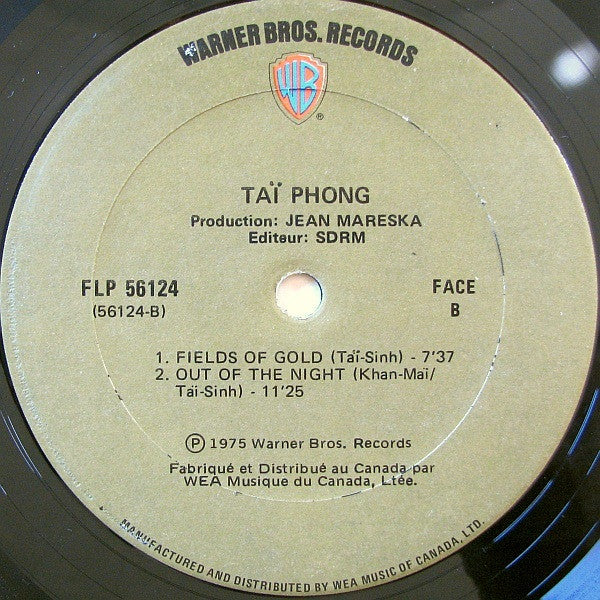 WARNER BROS. RECORDS
WB
®
TAÏ PHONG
Production: JEAN MARESKA
Editeur: SDRM
FLP 56124
(56124-B)
FACE
B
1. FIELDS OF GOLD (Taï-Sinh) - 7'37
2. OUT OF THE NIGHT (Khan-Maï/
Taï-Sinh) - 11'25
Ⓟ 1975 Warner Bros. Records
Fabriqué et Distribué au Canada par
WEA Musique du Canada, Ltée.
MANUFACTURED AND DISTRIBUTED BY WEA MUSIC OF CANADA, LTD.